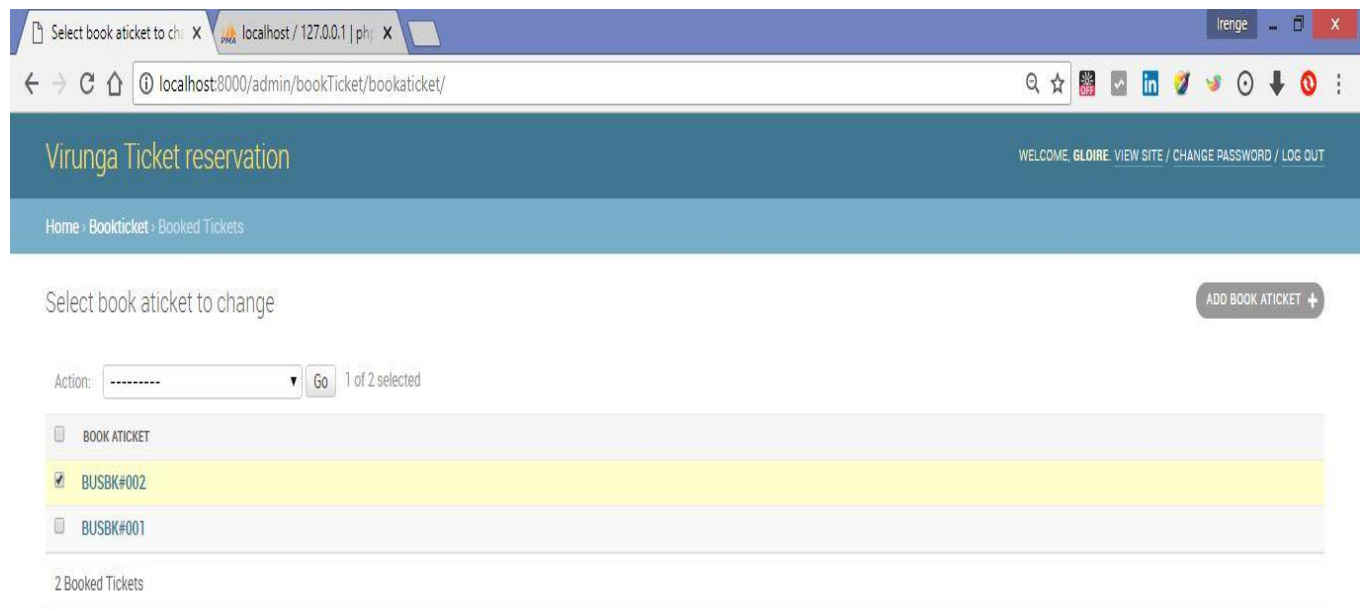 Select book aticket to cha
localhost / 127.0.0.1 | php
Irenge
localhost:8000/admin/bookTicket/bookaticket/
OFF
in
Virunga Ticket reservation
WELCOME, GLOIRE. VIEW SITE / CHANGE PASSWORD / LOG OUT
Home › Bookticket › Booked Tickets
Select book aticket to change
ADD BOOK ATICKET +
Action: --------- Go 1 of 2 selected
BOOK ATICKET
BUSBK#002
BUSBK#001
2 Booked Tickets